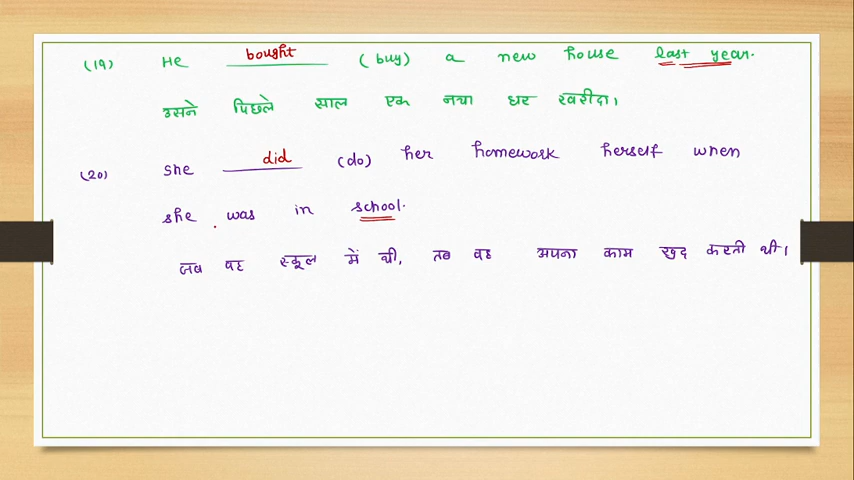 (19) He bought (buy) a new house last year.
उसने पिछले साल एक नया घर खरीदा।
(20) She did (do) her homework herself when
she was in school.
जब वह स्कूल में थी, तब वह अपना काम खुद करती थी।